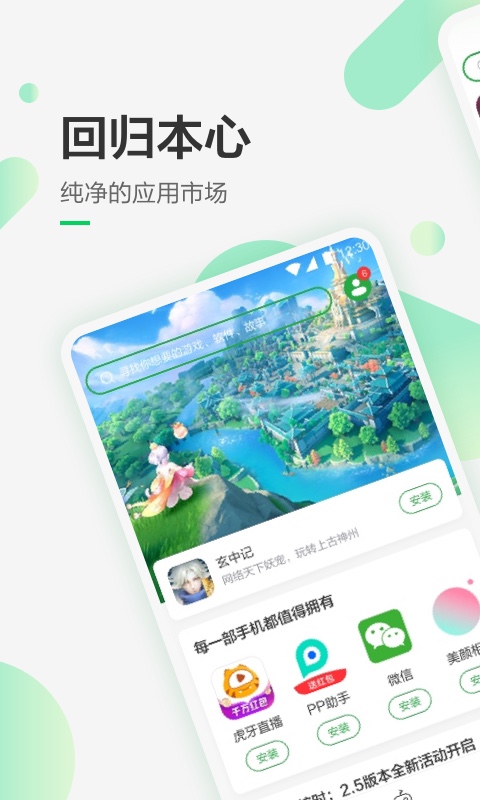 回归本心
纯净的应用市场
12:30
6
寻找你想要的游戏、软件、故事
安装
玄中记
网络天下妖宠，玩转上古神州
每一部手机都值得拥有
千万红包
送红包
虎牙直播
PP助手
微信
美颜相
安装
安装
安装
安
时；2.5版本全新活动开启